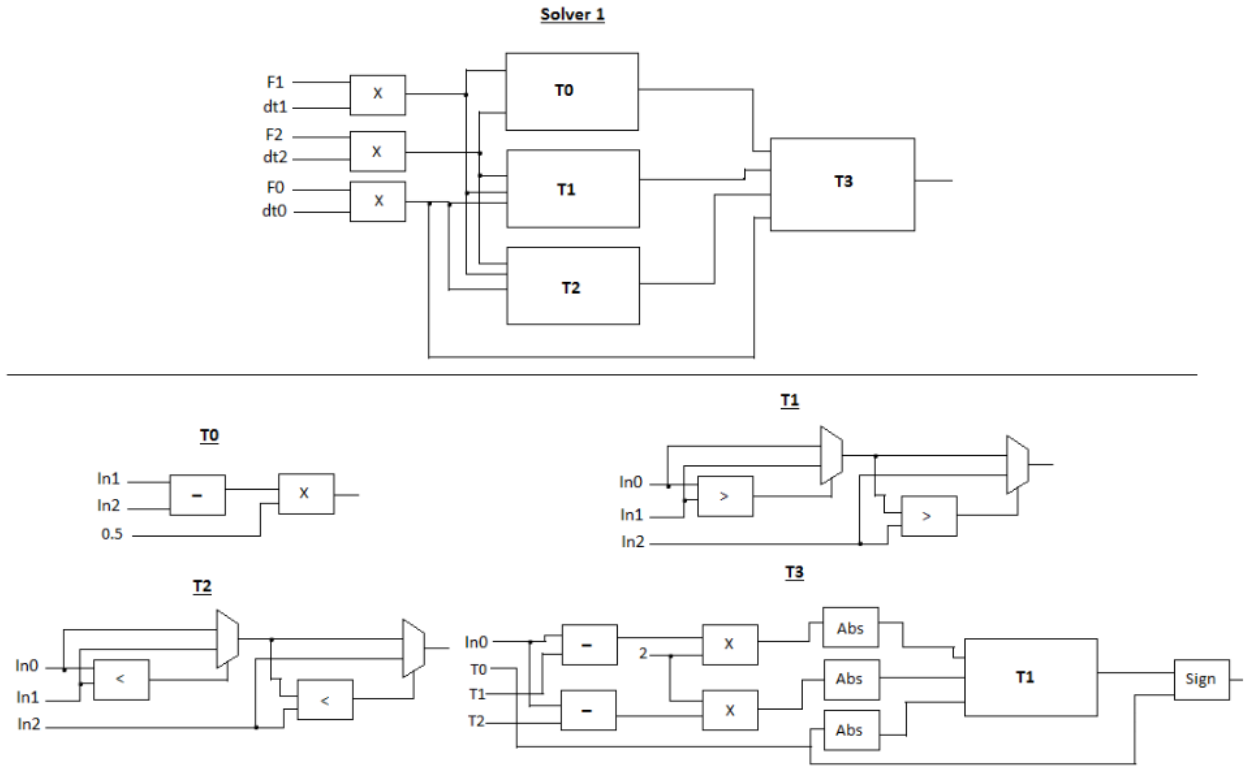 Solver 1
F1
dt1
X
T0
F2
dt2
X
T1
T3
F0
dt0
X
T2
T0
In1
In2
0.5
−
X
T1
In0
In1
In2
>
>
T2
In0
In1
In2
<
<
T3
In0
T0
T1
T2
−
−
2
X
X
Abs
Abs
Abs
T1
Sign